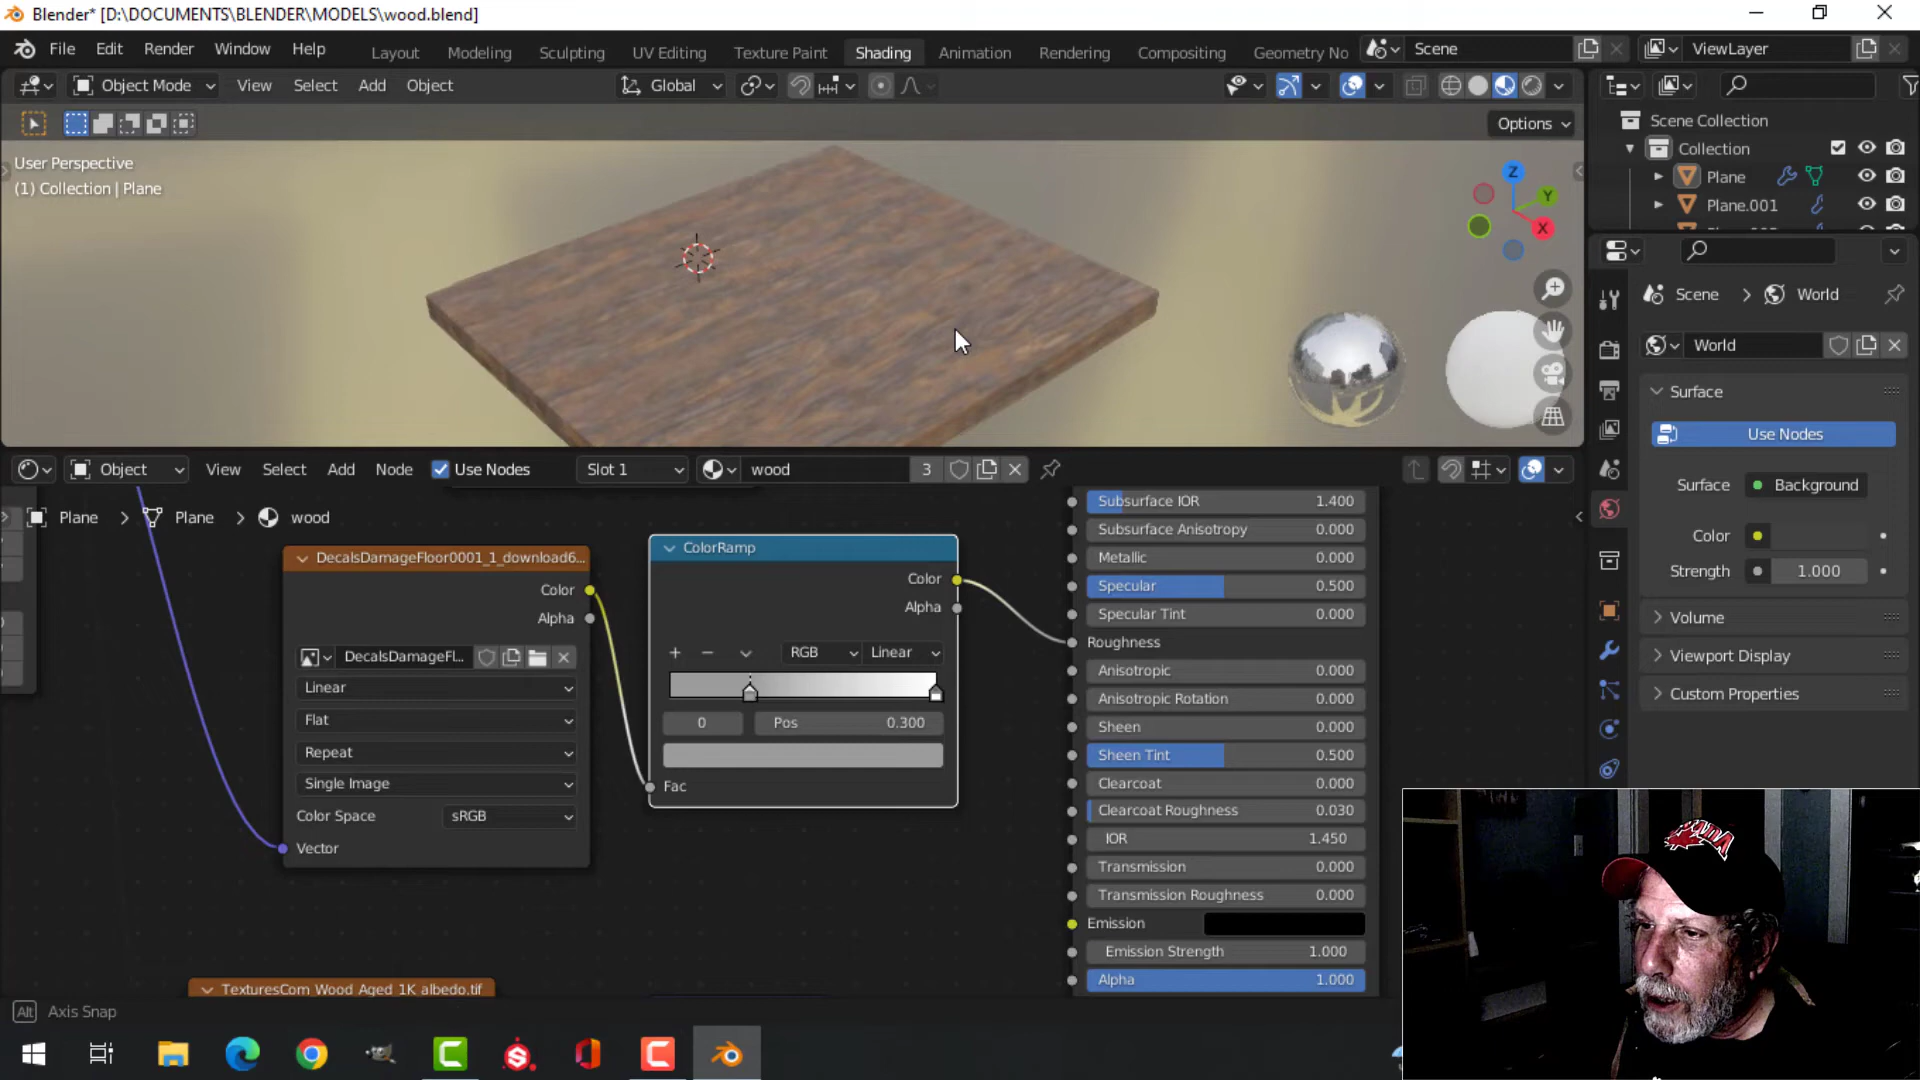 Blender* [D:\DOCUMENTS\BLENDER\MODELS\wood.blend]
File Edit Render Window Help Layout Modeling Sculpting UV Editing Texture Paint Shading Animation Rendering Compositing Geometry No Scene ViewLayer
Object Mode View Select Add Object Global
Options
User Perspective
(1) Collection | Plane
Z
Y
X
Scene Collection
Collection
Plane
Plane.001
Scene > World
World
Surface
Use Nodes
Surface Background
Color
Strength 1.000
Volume
Viewport Display
Custom Properties
Object View Select Add Node Use Nodes Slot 1 wood 3
Plane > Plane > wood
DecalsDamageFloor0001_1_download6...
Color
Alpha
DecalsDamageFl...
Linear
Flat
Repeat
Single Image
Color Space sRGB
Vector
ColorRamp
Color
Alpha
RGB Linear
0 Pos 0.300
Fac
Subsurface IOR 1.400
Subsurface Anisotropy 0.000
Metallic 0.000
Specular 0.500
Specular Tint 0.000
Roughness
Anisotropic 0.000
Anisotropic Rotation 0.000
Sheen 0.000
Sheen Tint 0.500
Clearcoat 0.000
Clearcoat Roughness 0.030
IOR 1.450
Transmission 0.000
Transmission Roughness 0.000
Emission
Emission Strength 1.000
Alpha 1.000
TexturesCom_Wood_Aged_1K_albedo.tif
Alt Axis Snap